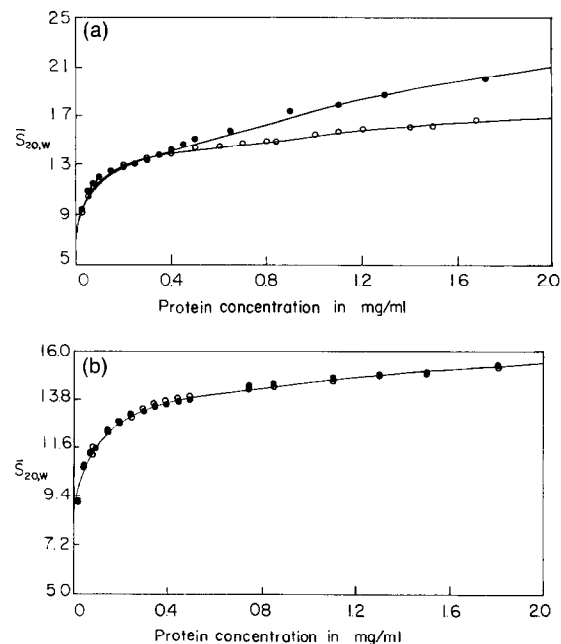 (a)
25
21
17
13
9
5
S̄20,w
0 0.4 0.8 1.2 1.6 2.0
Protein concentration in mg/ml
(b)
16.0
13.8
11.6
9.4
7.2
5.0
S̄20,w
0 0.4 0.8 1.2 1.6 2.0
Protein concentration in mg/ml